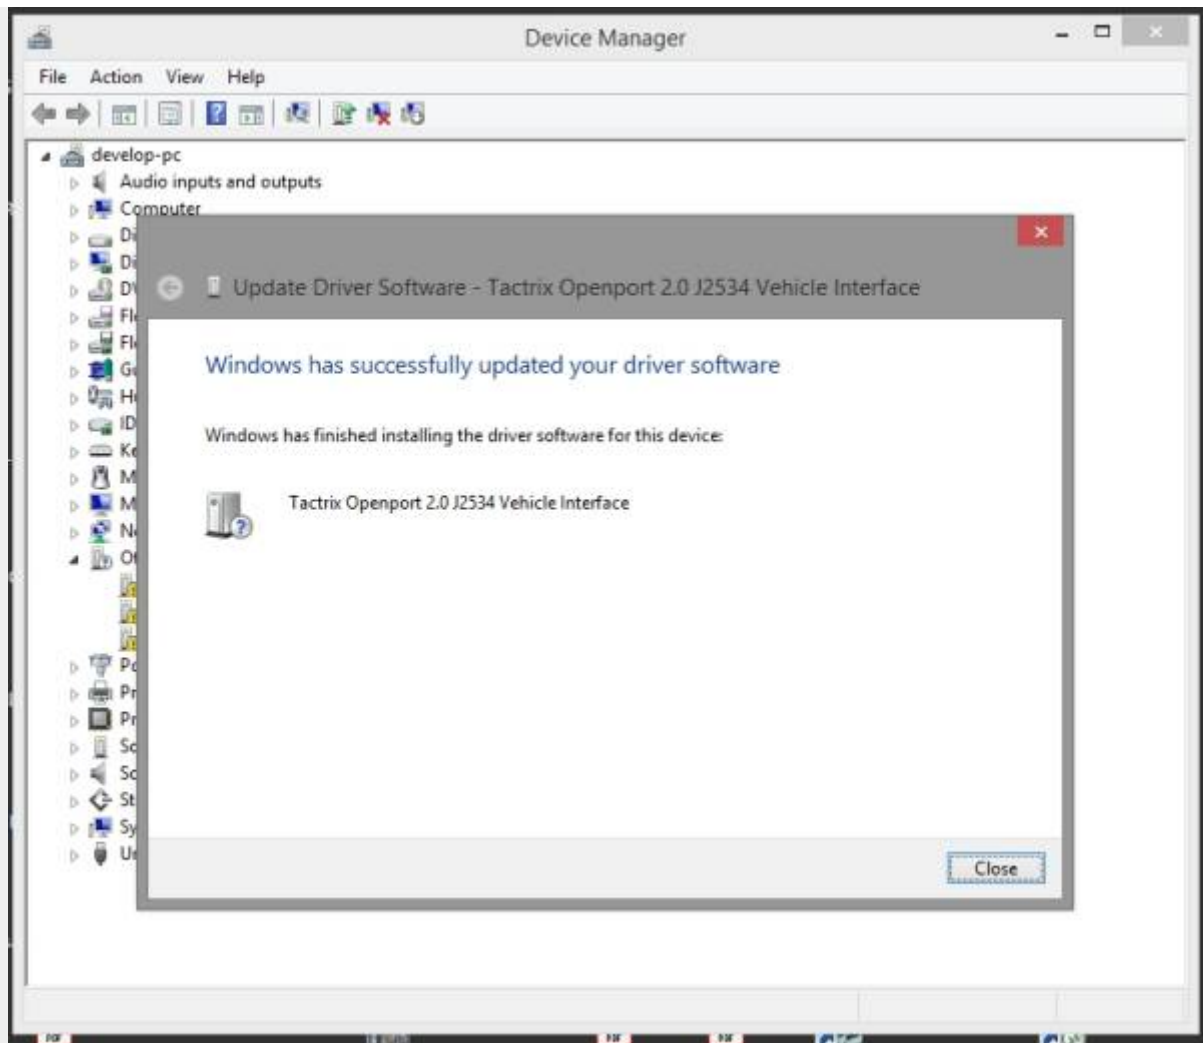 Device Manager
File Action View Help
develop-pc
Audio inputs and outputs
Computer
Update Driver Software - Tactrix Openport 2.0 J2534 Vehicle Interface
Windows has successfully updated your driver software
Windows has finished installing the driver software for this device:
Tactrix Openport 2.0 J2534 Vehicle Interface
Close